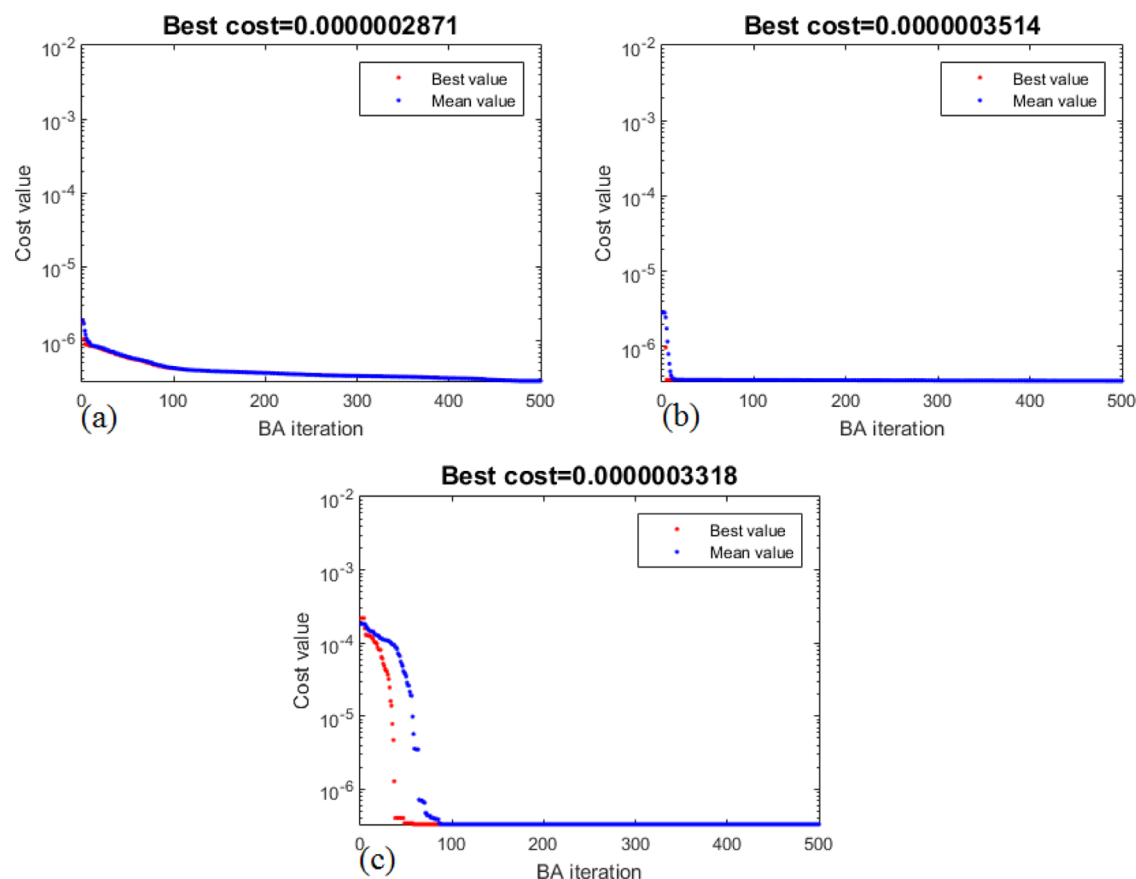 Best cost=0.0000002871
10^-2
10^-3
10^-4
10^-5
10^-6
Cost value
Best value
Mean value
0 100 200 300 400 500
BA iteration
(a)
Best cost=0.0000003514
10^-2
10^-3
10^-4
10^-5
10^-6
Cost value
Best value
Mean value
0 100 200 300 400 500
BA iteration
(b)
Best cost=0.0000003318
10^-2
10^-3
10^-4
10^-5
10^-6
Cost value
Best value
Mean value
0 100 200 300 400 500
BA iteration
(c)